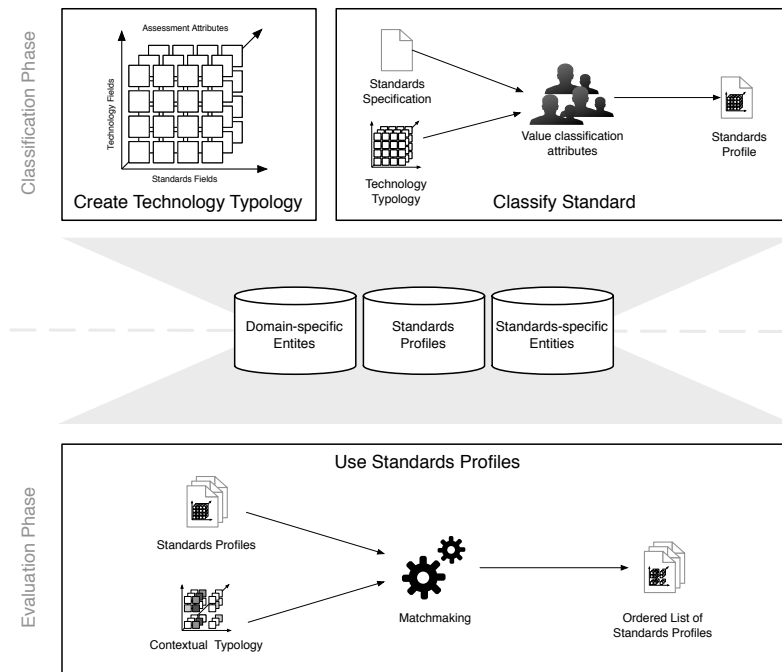 Classification Phase
Assessment Attributes
Technology Fields
Standards Fields
Create Technology Typology
Standards
Specification
Technology
Typology
Value classification
attributes
Standards
Profile
Classify Standard
Domain-specific
Entites
Standards
Profiles
Standards-specific
Entities
Evaluation Phase
Use Standards Profiles
Standards Profiles
Contextual Typology
Matchmaking
Ordered List of
Standards Profiles